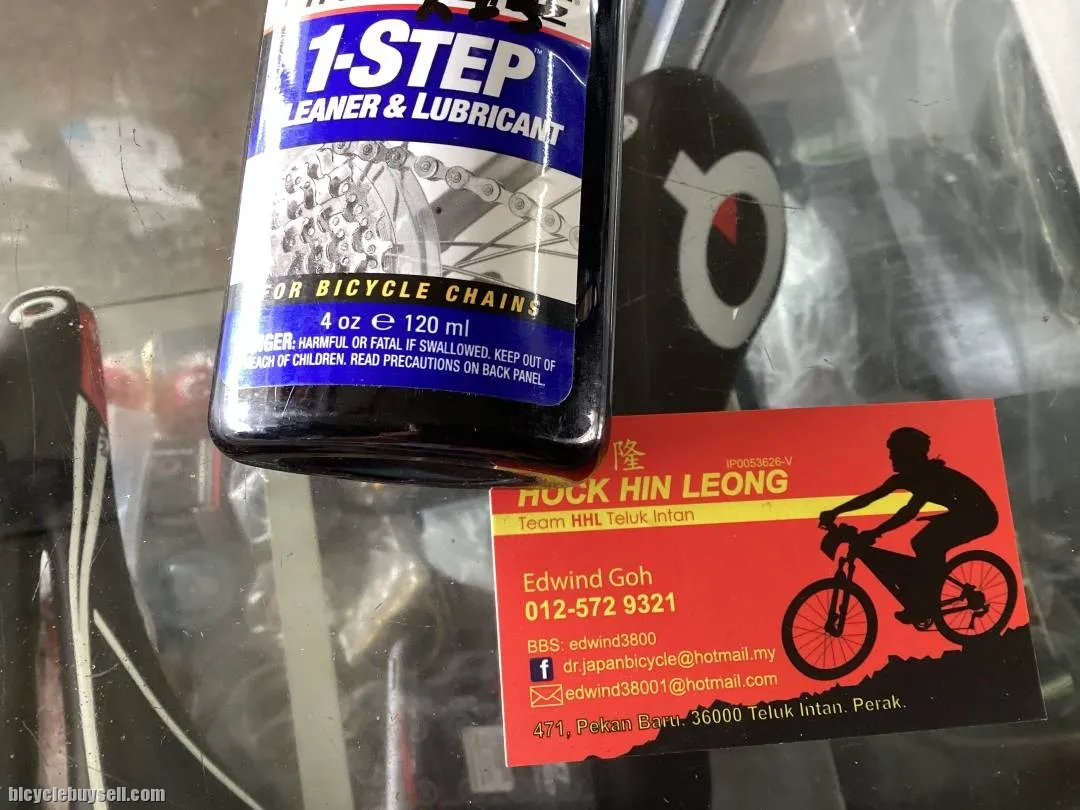 1-STEP™
LEANER & LUBRICANT
OR BICYCLE CHAINS
4 oz ℮ 120 ml
GER: HARMFUL OR FATAL IF SWALLOWED. KEEP OUT OF
EACH OF CHILDREN. READ PRECAUTIONS ON BACK PANEL.
隆
IP0053626-V
HOCK HIN LEONG
Team HHL Teluk Intan
Edwind Goh
012-572 9321
BBS: edwind3800
f dr.japanbicycle@hotmail.my
edwind38001@hotmail.com
471, Pekan Baru. 36000 Teluk Intan. Perak.
bicyclebuysell.com